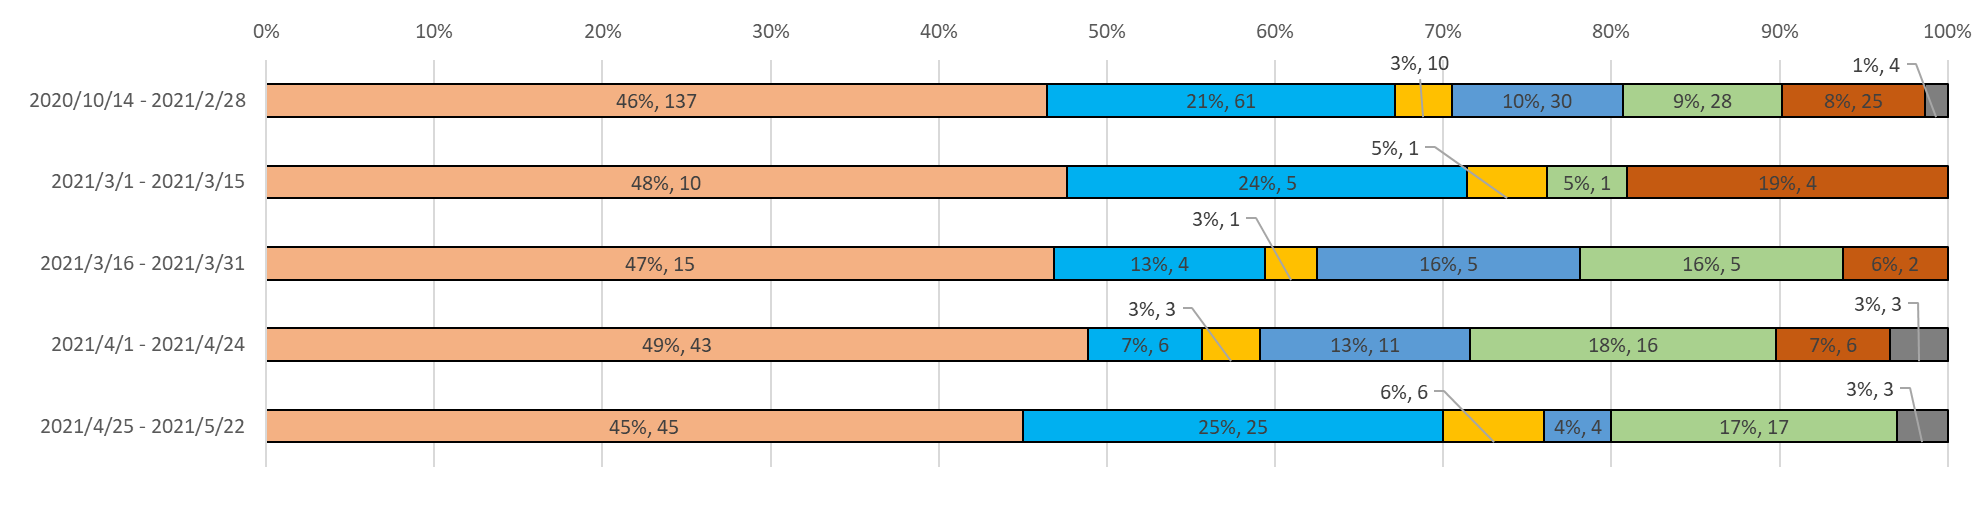 0% 10% 20% 30% 40% 50% 60% 70% 80% 90% 100%
3%, 10 1%, 4
2020/10/14 - 2021/2/28 46%, 137 21%, 61 10%, 30 9%, 28 8%, 25
5%, 1
2021/3/1 - 2021/3/15 48%, 10 24%, 5 5%, 1 19%, 4
3%, 1
2021/3/16 - 2021/3/31 47%, 15 13%, 4 16%, 5 16%, 5 6%, 2
3%, 3 3%, 3
2021/4/1 - 2021/4/24 49%, 43 7%, 6 13%, 11 18%, 16 7%, 6
6%, 6 3%, 3
2021/4/25 - 2021/5/22 45%, 45 25%, 25 4%, 4 17%, 17